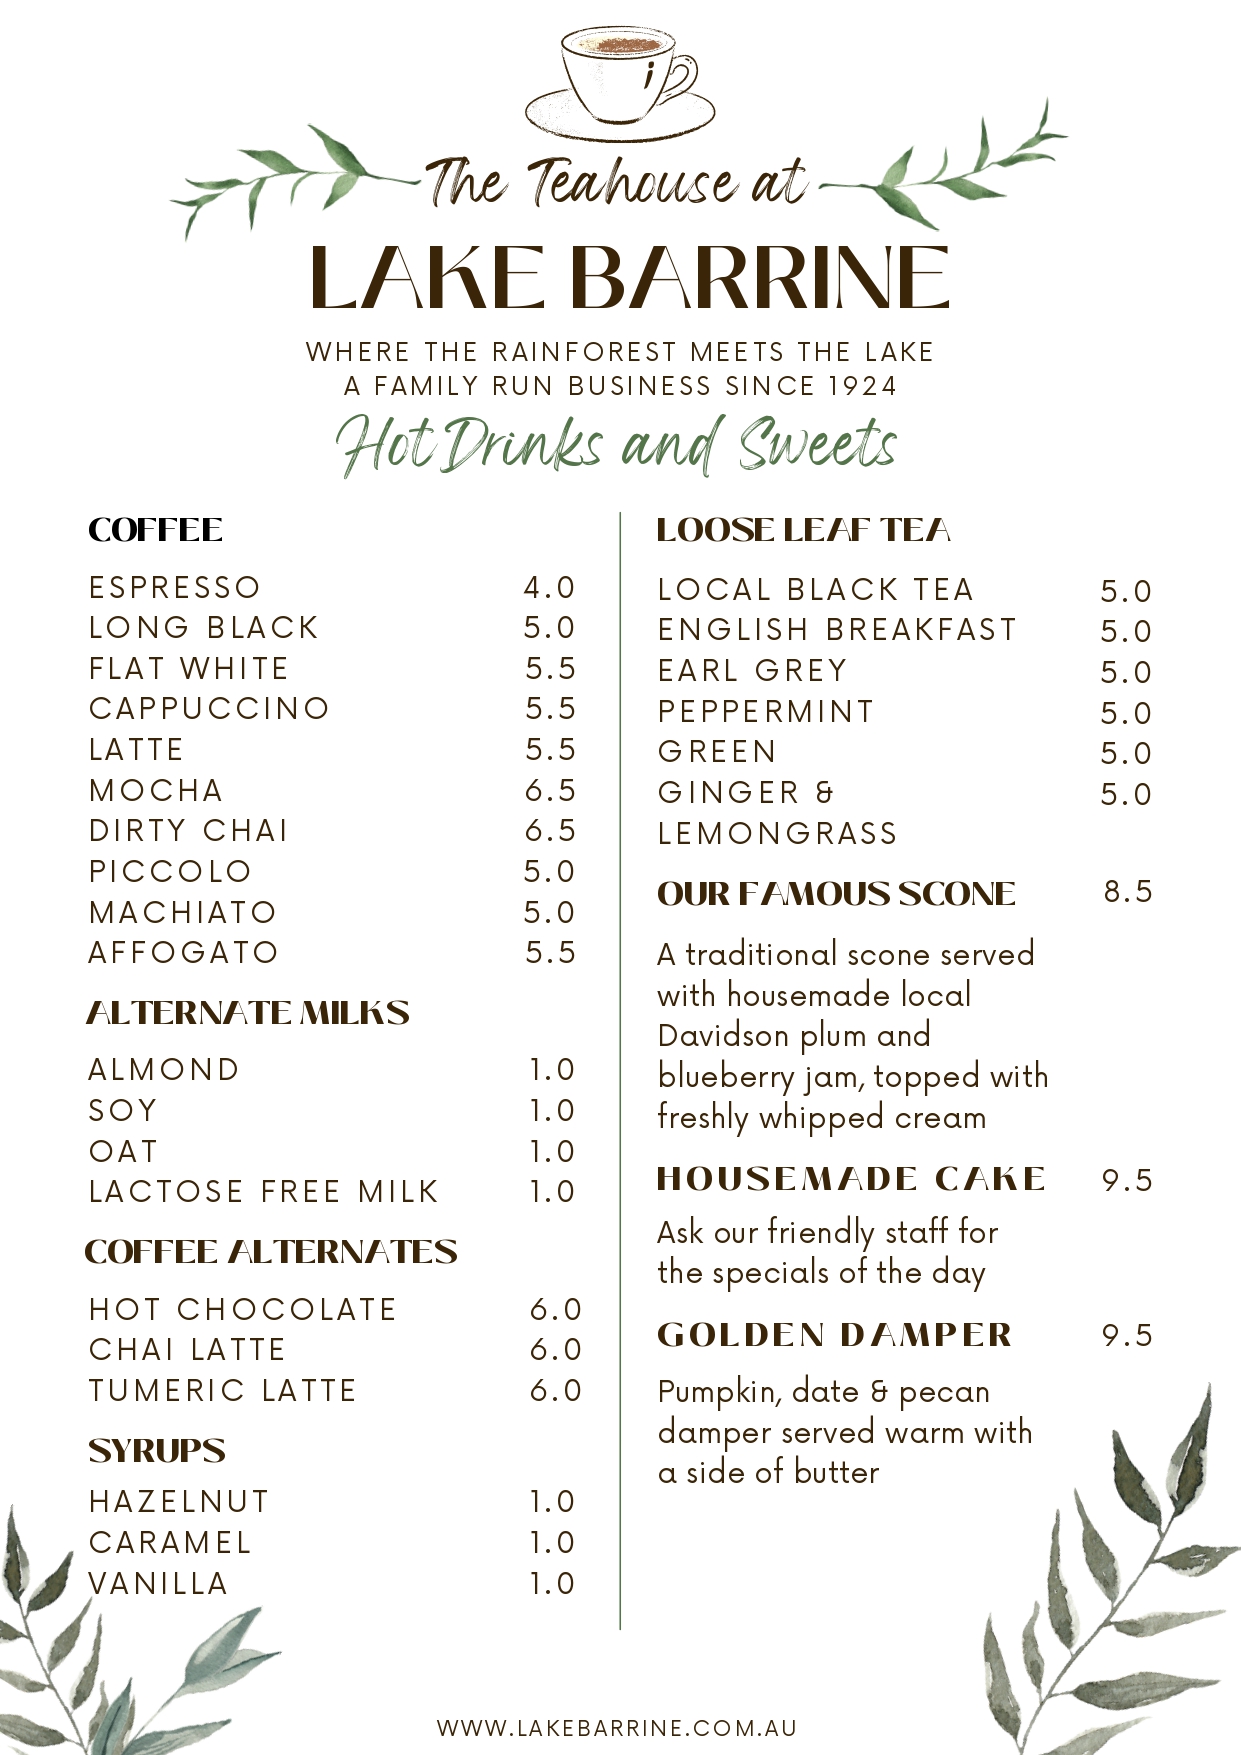 The Teahouse at
LAKE BARRINE
WHERE THE RAINFOREST MEETS THE LAKE
A FAMILY RUN BUSINESS SINCE 1924
Hot Drinks and Sweets
COFFEE
ESPRESSO 4.0
LONG BLACK 5.0
FLAT WHITE 5.5
CAPPUCCINO 5.5
LATTE 5.5
MOCHA 6.5
DIRTY CHAI 6.5
PICCOLO 5.0
MACHIATO 5.0
AFFOGATO 5.5
ALTERNATE MILKS
ALMOND 1.0
SOY 1.0
OAT 1.0
LACTOSE FREE MILK 1.0
COFFEE ALTERNATES
HOT CHOCOLATE 6.0
CHAI LATTE 6.0
TUMERIC LATTE 6.0
SYRUPS
HAZELNUT 1.0
CARAMEL 1.0
VANILLA 1.0
LOOSE LEAF TEA
LOCAL BLACK TEA 5.0
ENGLISH BREAKFAST 5.0
EARL GREY 5.0
PEPPERMINT 5.0
GREEN 5.0
GINGER & 5.0
LEMONGRASS
OUR FAMOUS SCONE 8.5
A traditional scone served
with housemade local
Davidson plum and
blueberry jam, topped with
freshly whipped cream
HOUSEMADE CAKE 9.5
Ask our friendly staff for
the specials of the day
GOLDEN DAMPER 9.5
Pumpkin, date & pecan
damper served warm with
a side of butter
WWW.LAKEBARRINE.COM.AU